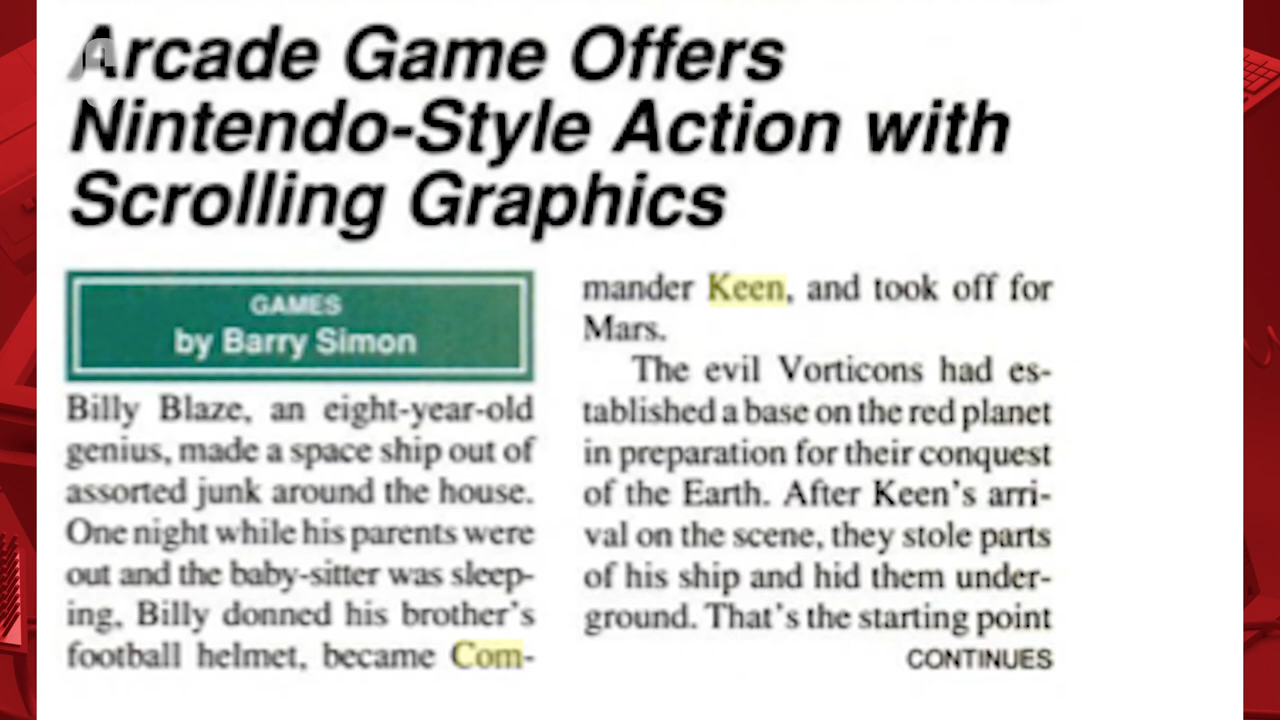 Arcade Game Offers
Nintendo-Style Action with
Scrolling Graphics
GAMES
by Barry Simon
Billy Blaze, an eight-year-old
genius, made a space ship out of
assorted junk around the house.
One night while his parents were
out and the baby-sitter was sleep-
ing, Billy donned his brother's
football helmet, became Com-
mander Keen, and took off for
Mars.
The evil Vorticons had es-
tablished a base on the red planet
in preparation for their conquest
of the Earth. After Keen's arri-
val on the scene, they stole parts
of his ship and hid them under-
ground. That's the starting point
CONTINUES